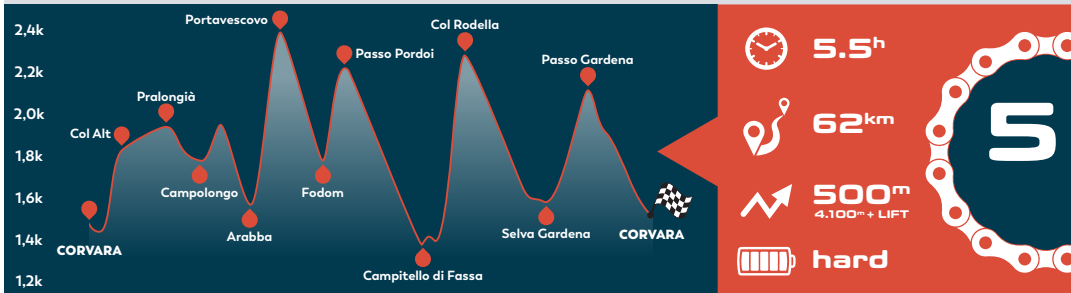 2,4k
2,2k
2,0k
1,8k
1,6k
1,4k
1,2k
CORVARA
Col Alt
Pralongià
Campolongo
Arabba
Portavescovo
Fodom
Passo Pordoi
Campitello di Fassa
Col Rodella
Selva Gardena
Passo Gardena
CORVARA
5.5h
62km
500m
4.100m + LIFT
hard
5